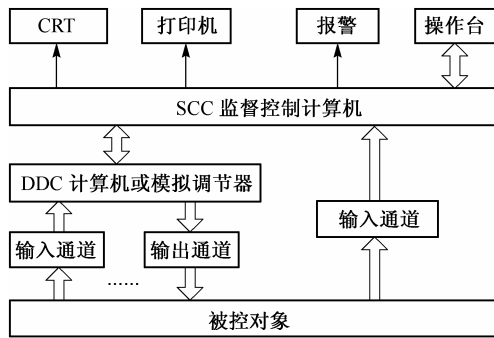 CRT
打印机
报警
操作台
SCC 监督控制计算机
DDC 计算机或模拟调节器
输入通道
输入通道
输出通道
……
被控对象